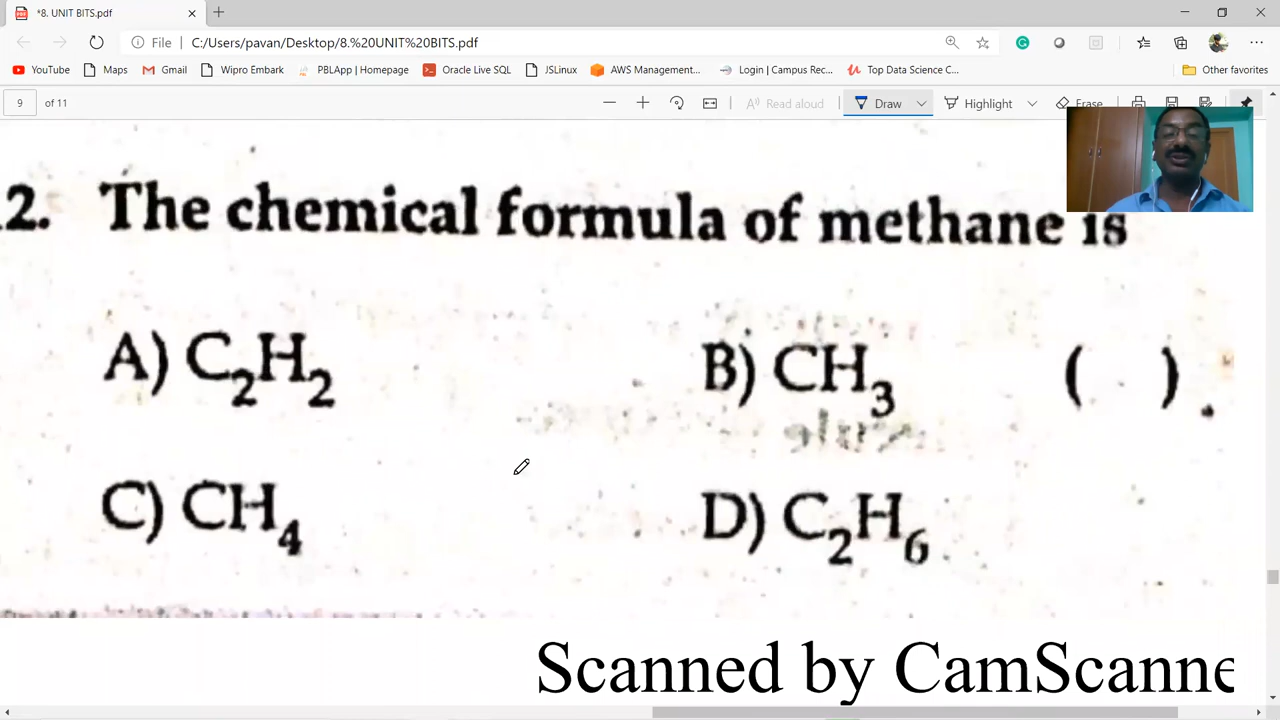 *8. UNIT BITS.pdf
File C:/Users/pavan/Desktop/8.%20UNIT%20BITS.pdf
YouTube Maps Gmail Wipro Embark PBLApp | Homepage Oracle Live SQL JSLinux AWS Management... Login | Campus Rec... Top Data Science C... Other favorites
9 of 11 Read aloud Draw Highlight Erase
2. The chemical formula of methane is
A) C₂H₂ B) CH₃ ( )
C) CH₄ D) C₂H₆
Scanned by CamScanne